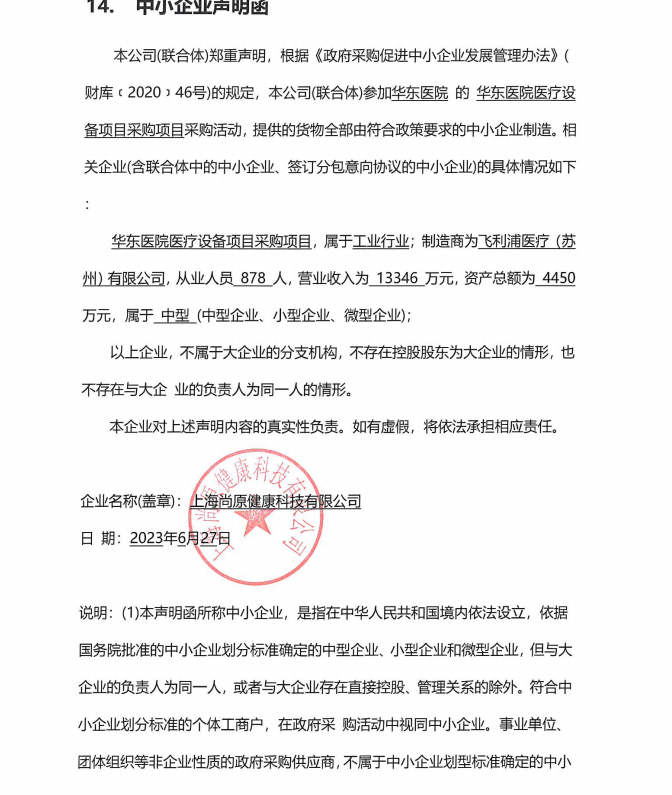 14. 中小企业声明函
本公司(联合体)郑重声明，根据《政府采购促进中小企业发展管理办法》(
财库﹝2020﹞46号)的规定，本公司(联合体)参加华东医院 的 华东医院医疗设
备项目采购项目采购活动，提供的货物全部由符合政策要求的中小企业制造。相
关企业(含联合体中的中小企业、签订分包意向协议的中小企业)的具体情况如下
：
华东医院医疗设备项目采购项目，属于工业行业；制造商为飞利浦医疗（苏
州）有限公司，从业人员 878 人，营业收入为 13346 万元，资产总额为 4450
万元，属于 中型 (中型企业、小型企业、微型企业)；
以上企业，不属于大企业的分支机构，不存在控股股东为大企业的情形，也
不存在与大企 业的负责人为同一人的情形。
本企业对上述声明内容的真实性负责。如有虚假，将依法承担相应责任。
企业名称(盖章)：上海尚原健康科技有限公司
日 期：2023年6月27日
上海尚原健康科技有限公司
说明：(1)本声明函所称中小企业，是指在中华人民共和国境内依法设立，依据
国务院批准的中小企业划分标准确定的中型企业、小型企业和微型企业，但与大
企业的负责人为同一人，或者与大企业存在直接控股、管理关系的除外。符合中
小企业划分标准的个体工商户，在政府采 购活动中视同中小企业。事业单位、
团体组织等非企业性质的政府采购供应商，不属于中小企业划型标准确定的中小